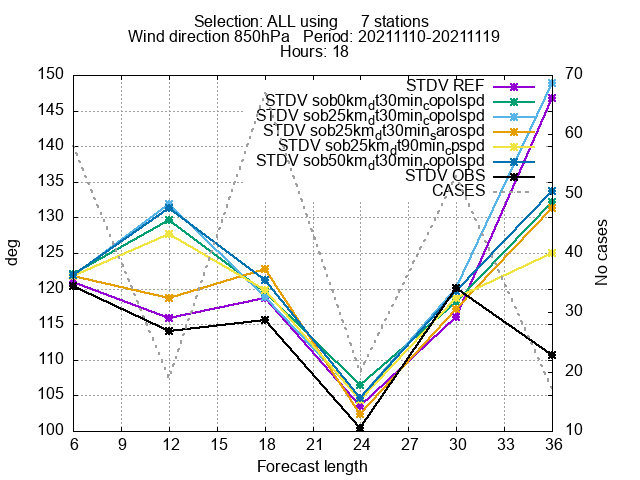 Selection: ALL using 7 stations
Wind direction 850hPa Period: 20211110-20211119
Hours: 18
STDV REF
STDV sob0km_dt30min_copolspd
STDV sob25km_dt30min_copolspd
STDV sob25km_dt30min_sarospd
STDV sob25km_dt90min_cpspd
STDV sob50km_dt30min_copolspd
STDV OBS
CASES
150
145
140
135
130
125
120
115
110
105
100
deg
70
60
50
40
30
20
10
No cases
6 9 12 15 18 21 24 27 30 33 36
Forecast length